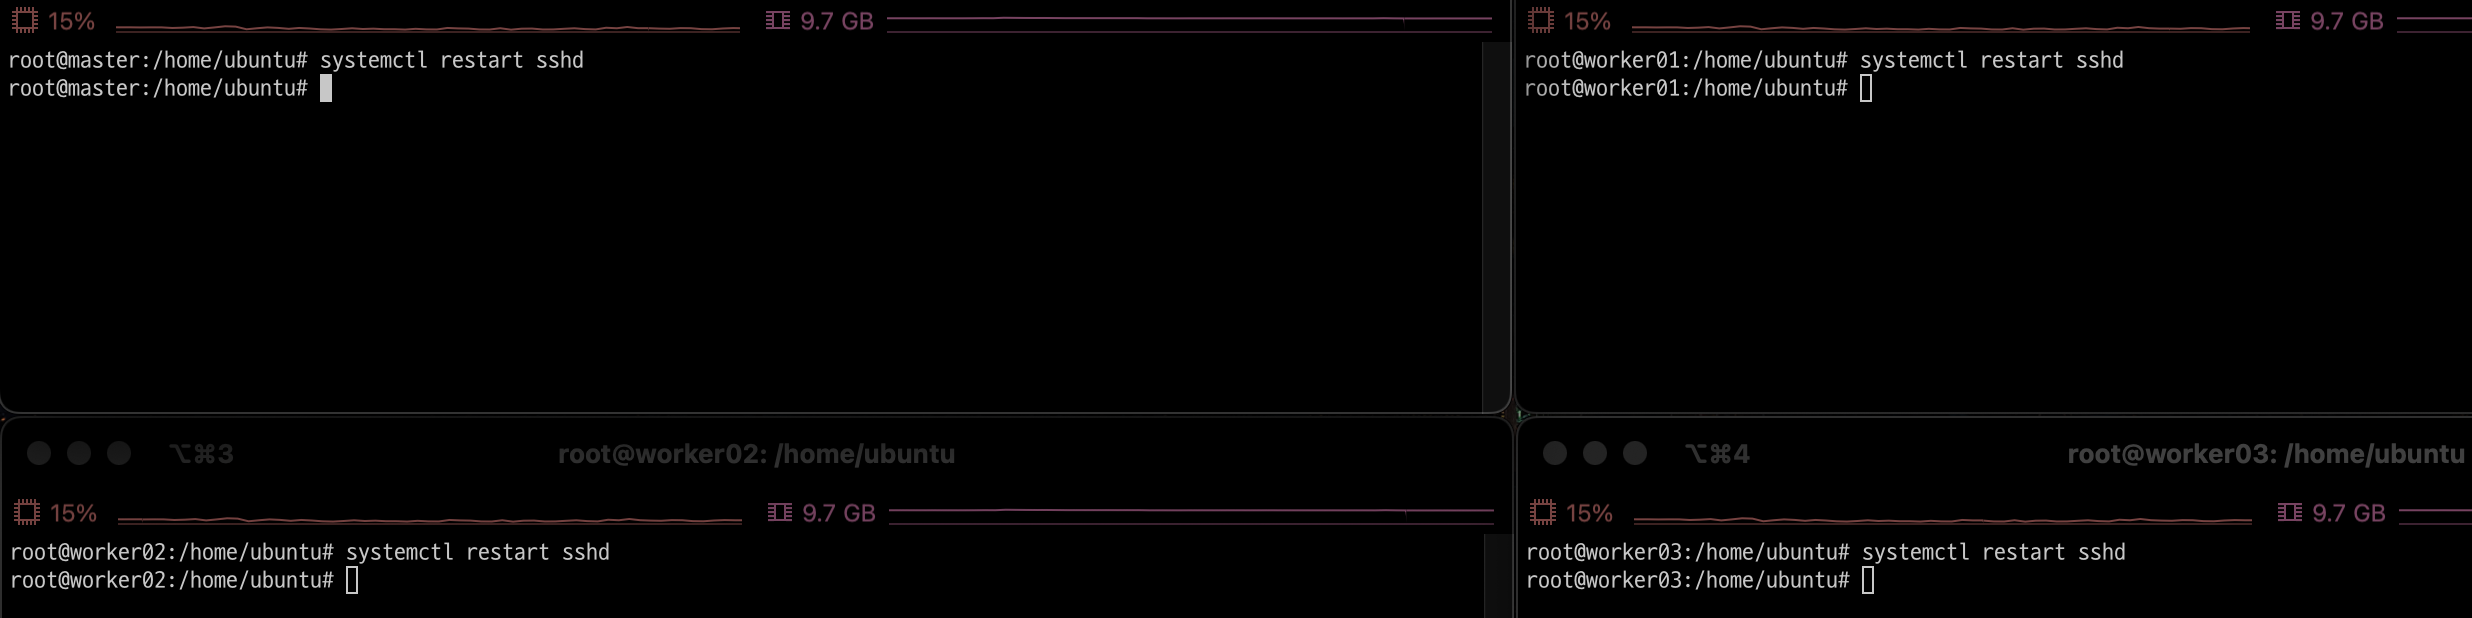 15% 9.7 GB
root@master:/home/ubuntu# systemctl restart sshd
root@master:/home/ubuntu#
15% 9.7 GB
root@worker01:/home/ubuntu# systemctl restart sshd
root@worker01:/home/ubuntu#
⌥⌘3 root@worker02: /home/ubuntu
15% 9.7 GB
root@worker02:/home/ubuntu# systemctl restart sshd
root@worker02:/home/ubuntu#
⌥⌘4 root@worker03: /home/ubuntu
15% 9.7 GB
root@worker03:/home/ubuntu# systemctl restart sshd
root@worker03:/home/ubuntu#